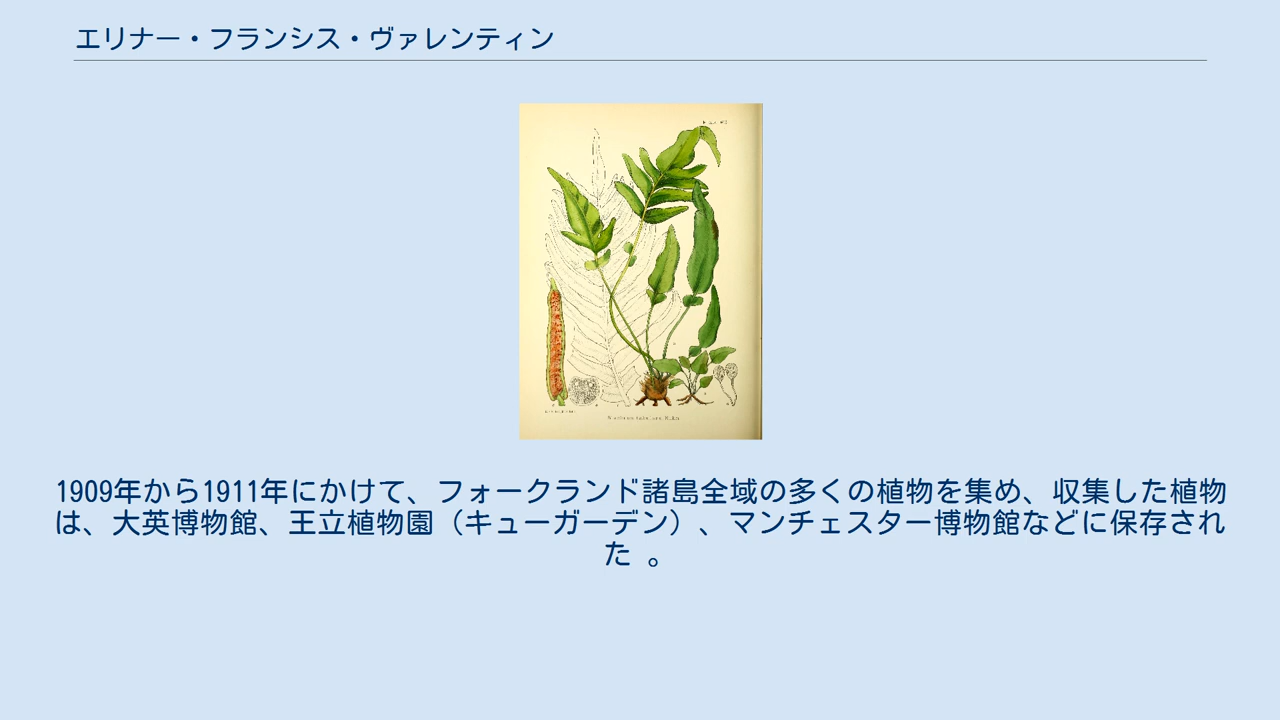 エリナー・フランシス・ヴァレンティン
1909年から1911年にかけて、フォークランド諸島全域の多くの植物を集め、収集した植物
は、大英博物館、王立植物園（キューガーデン）、マンチェスター博物館などに保存され
た 。